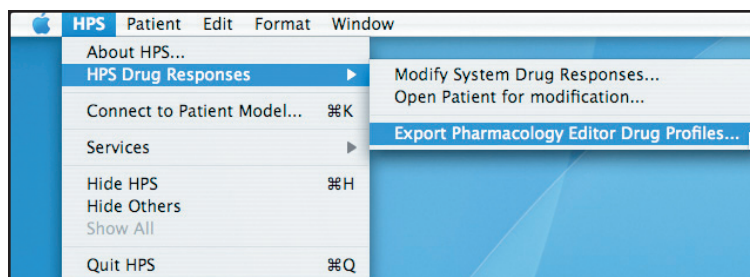 HPS Patient Edit Format Window
About HPS...
HPS Drug Responses
Connect to Patient Model... ⌘K
Services
Hide HPS ⌘H
Hide Others
Show All
Quit HPS ⌘Q
Modify System Drug Responses...
Open Patient for modification...
Export Pharmacology Editor Drug Profiles...